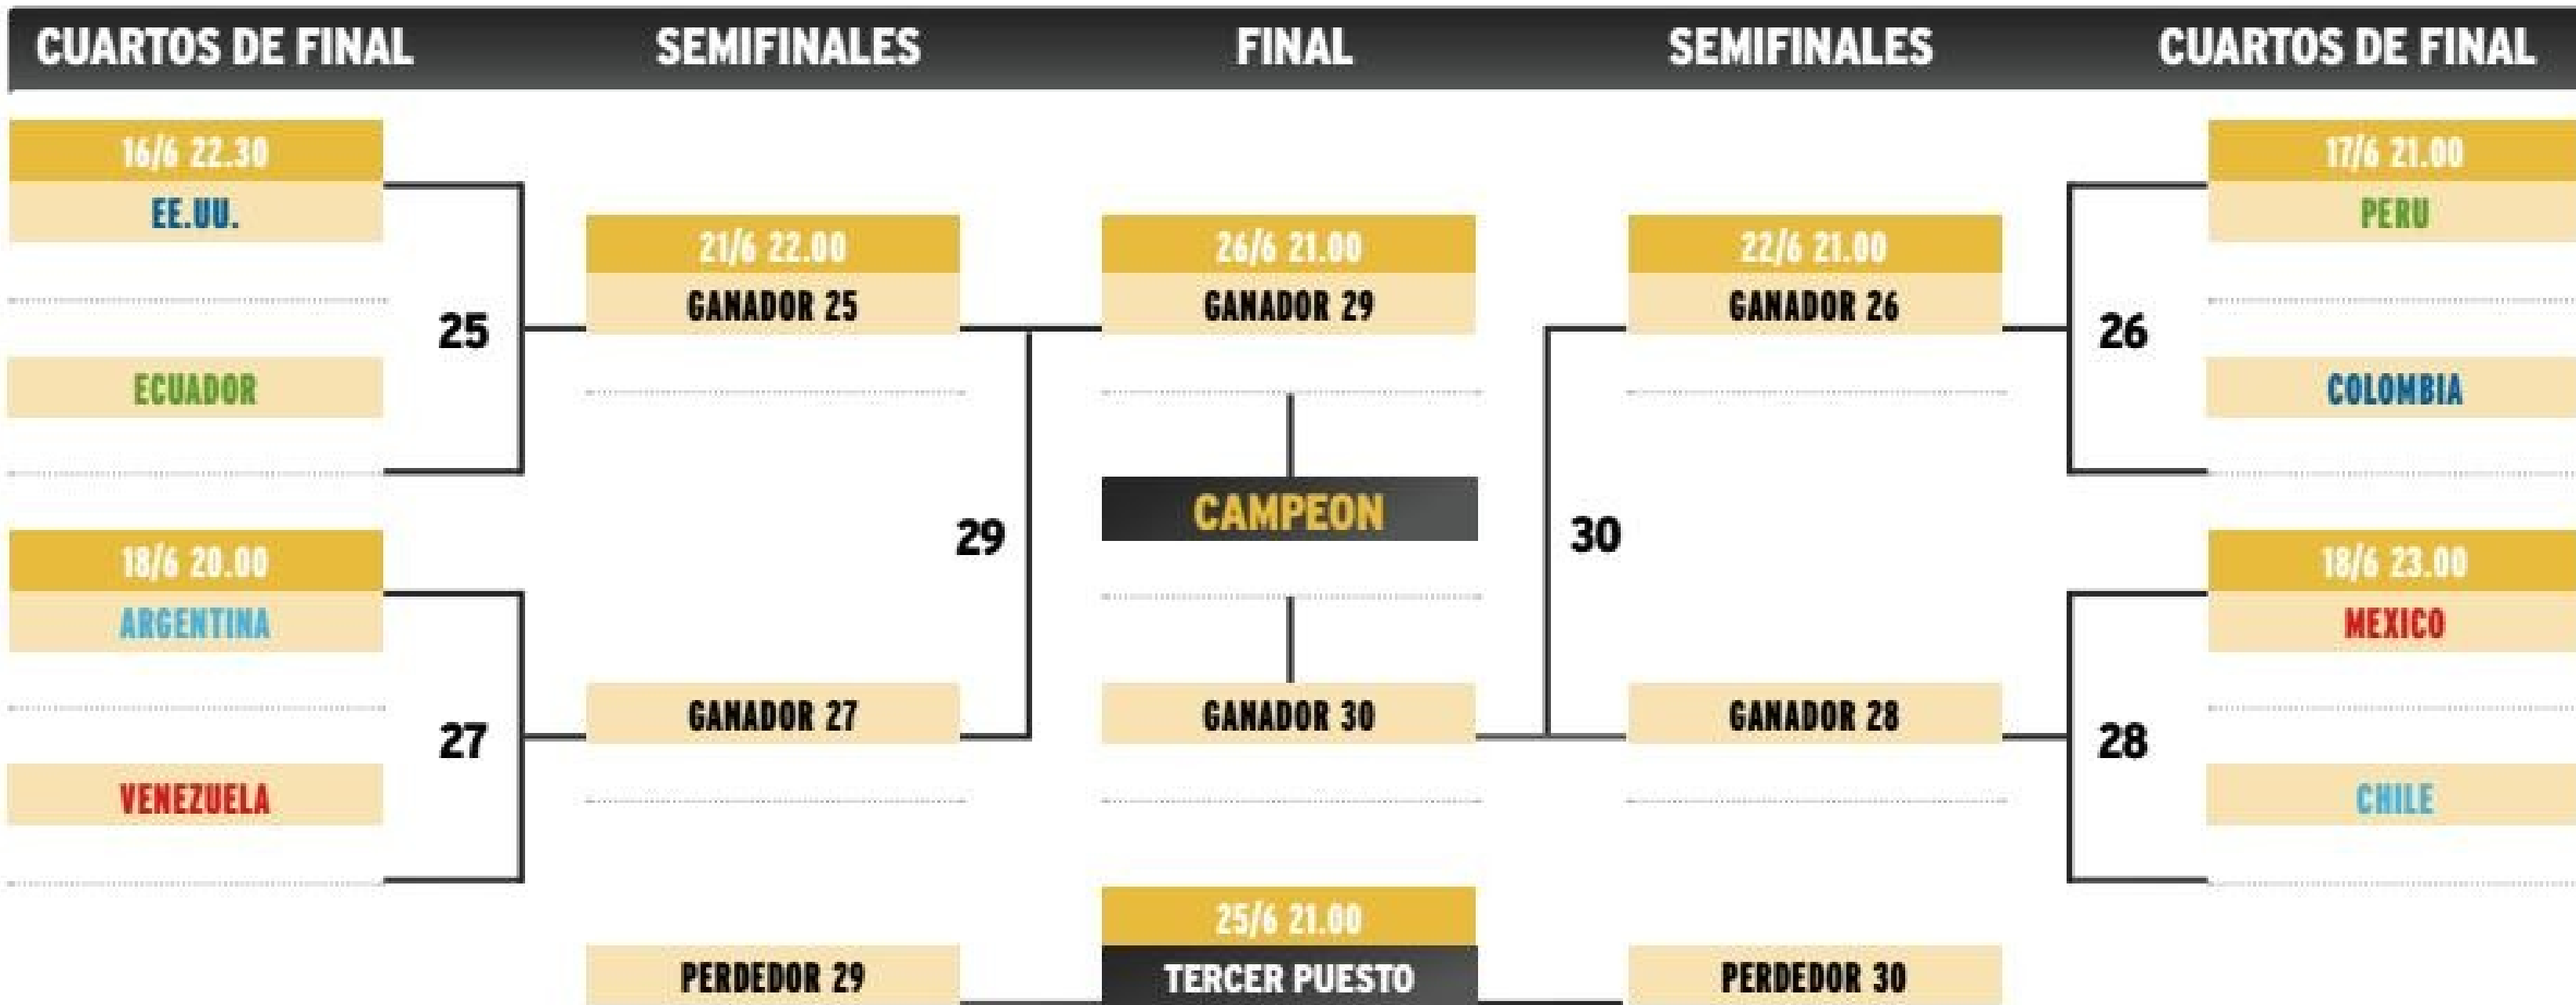 CUARTOS DE FINAL
SEMIFINALES
FINAL
SEMIFINALES
CUARTOS DE FINAL
16/6 22.30
EE.UU.
25
ECUADOR
18/6 20.00
ARGENTINA
27
VENEZUELA
21/6 22.00
GANADOR 25
29
GANADOR 27
PERDEDOR 29
26/6 21.00
GANADOR 29
CAMPEON
GANADOR 30
25/6 21.00
TERCER PUESTO
22/6 21.00
GANADOR 26
30
GANADOR 28
PERDEDOR 30
17/6 21.00
PERU
26
COLOMBIA
18/6 23.00
MEXICO
28
CHILE